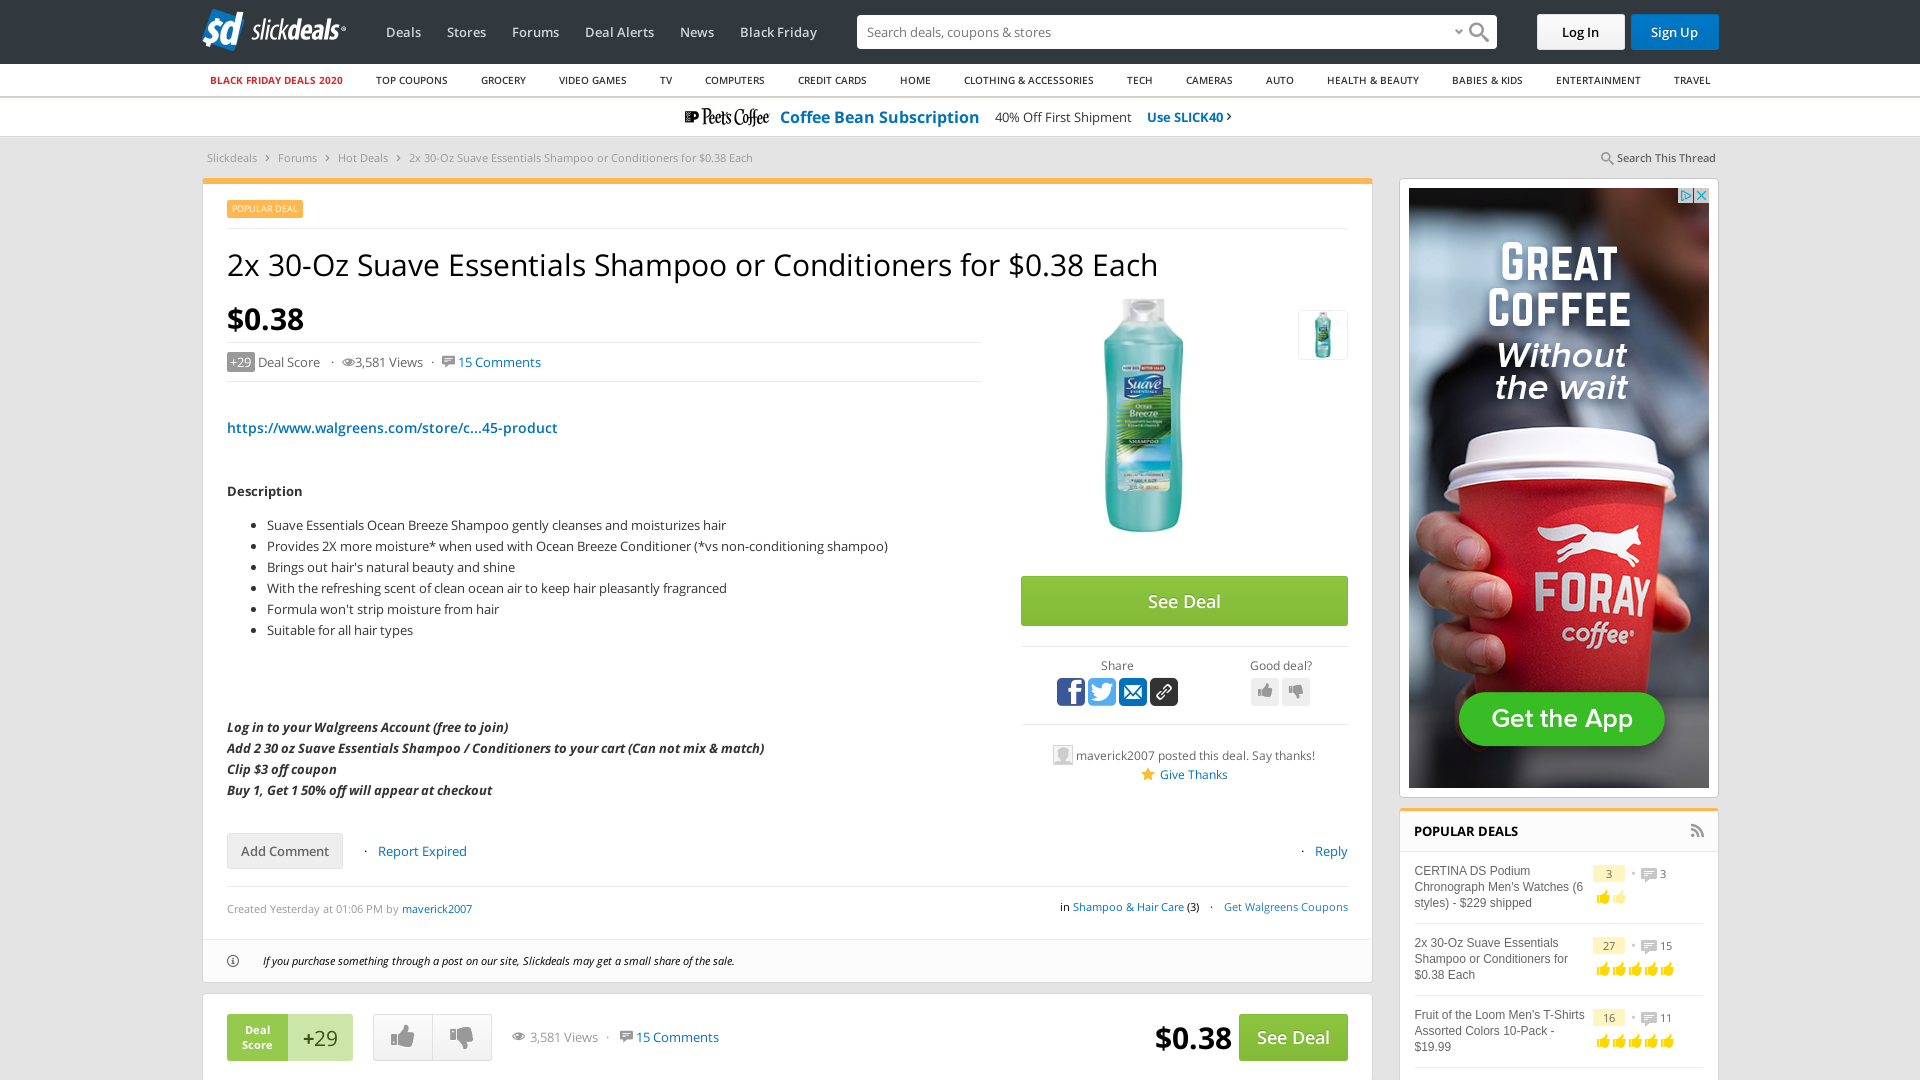 sd slickdeals
Deals Stores Forums Deal Alerts News Black Friday
Search deals, coupons & stores
Log In
Sign Up
BLACK FRIDAY DEALS 2020 TOP COUPONS GROCERY VIDEO GAMES TV COMPUTERS CREDIT CARDS HOME CLOTHING & ACCESSORIES TECH CAMERAS AUTO HEALTH & BEAUTY BABIES & KIDS ENTERTAINMENT TRAVEL
Peet's Coffee Coffee Bean Subscription 40% Off First Shipment Use SLICK40 ›
Slickdeals › Forums › Hot Deals › 2x 30-Oz Suave Essentials Shampoo or Conditioners for $0.38 Each
Search This Thread
POPULAR DEAL
2x 30-Oz Suave Essentials Shampoo or Conditioners for $0.38 Each
$0.38
+29 Deal Score · 3,581 Views · 15 Comments
https://www.walgreens.com/store/c...45-product
Description
• Suave Essentials Ocean Breeze Shampoo gently cleanses and moisturizes hair
• Provides 2X more moisture* when used with Ocean Breeze Conditioner (*vs non-conditioning shampoo)
• Brings out hair's natural beauty and shine
• With the refreshing scent of clean ocean air to keep hair pleasantly fragranced
• Formula won't strip moisture from hair
• Suitable for all hair types
Log in to your Walgreens Account (free to join)
Add 2 30 oz Suave Essentials Shampoo / Conditioners to your cart (Can not mix & match)
Clip $3 off coupon
Buy 1, Get 1 50% off will appear at checkout
Suave
ESSENTIALS
Ocean
Breeze
SHAMPOO
See Deal
Share
Good deal?
maverick2007 posted this deal. Say thanks!
Give Thanks
Add Comment · Report Expired
· Reply
Created Yesterday at 01:06 PM by maverick2007
in Shampoo & Hair Care (3) · Get Walgreens Coupons
If you purchase something through a post on our site, Slickdeals may get a small share of the sale.
Deal
Score
+29
3,581 Views · 15 Comments
$0.38
See Deal
GREAT
COFFEE
Without
the wait
FORAY
coffee®
Get the App
POPULAR DEALS
CERTINA DS Podium
Chronograph Men's Watches (6
styles) - $229 shipped
3 • 3
2x 30-Oz Suave Essentials
Shampoo or Conditioners for
$0.38 Each
27 • 15
Fruit of the Loom Men's T-Shirts
Assorted Colors 10-Pack -
$19.99
16 • 11